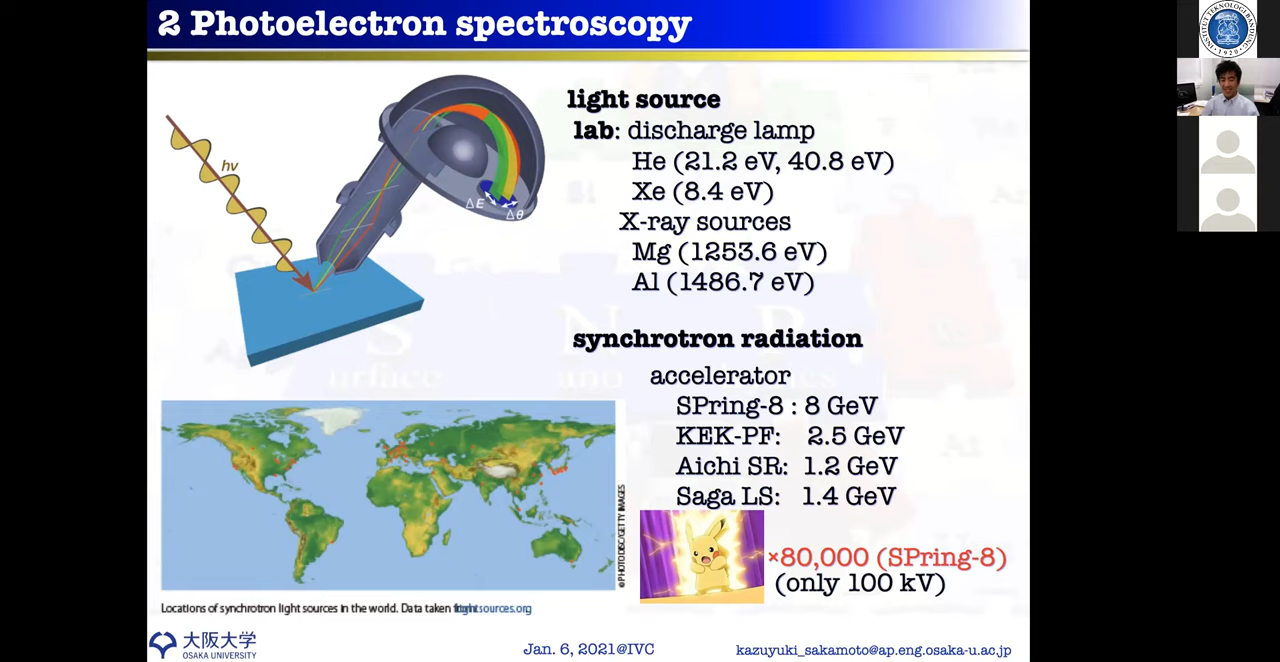 2 Photoelectron spectroscopy
hν
ΔE
Δθ
light source
lab: discharge lamp
He (21.2 eV, 40.8 eV)
Xe (8.4 eV)
X-ray sources
Mg (1253.6 eV)
Al (1486.7 eV)
synchrotron radiation
accelerator
SPring-8 : 8 GeV
KEK-PF: 2.5 GeV
Aichi SR: 1.2 GeV
Saga LS: 1.4 GeV
×80,000 (SPring-8)
(only 100 kV)
© PHOTODISC/GETTY IMAGES
Locations of synchrotron light sources in the world. Data taken
大阪大学
OSAKA UNIVERSITY
Jan. 6, 2021@IVC
kazuyuki_sakamoto@ap.eng.osaka-u.ac.jp
INSTITUT TEKNOLOGI BANDUNG
1920